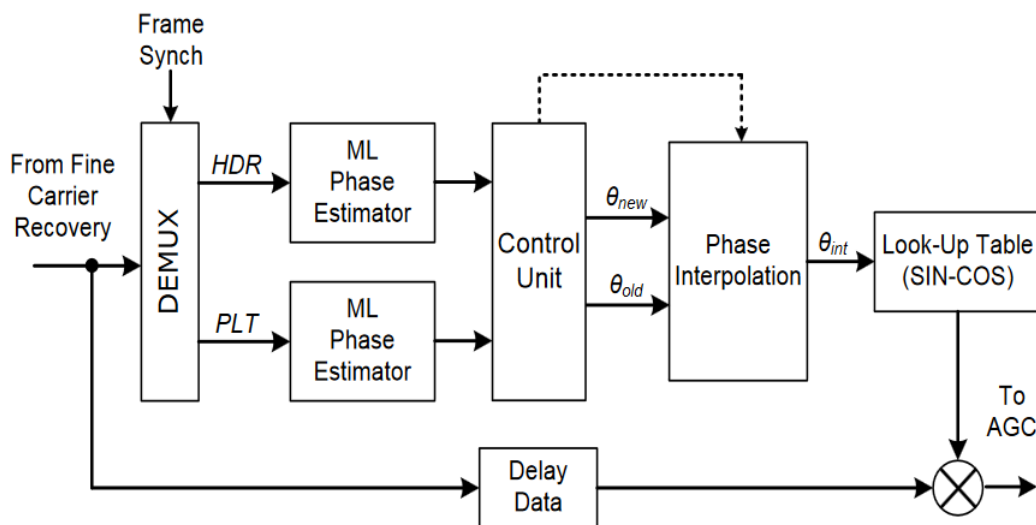 Frame
Synch
From Fine
Carrier
Recovery
DEMUX
HDR
PLT
ML
Phase
Estimator
ML
Phase
Estimator
Control
Unit
θnew
θold
Phase
Interpolation
θint
Look-Up Table
(SIN-COS)
Delay
Data
To
AGC